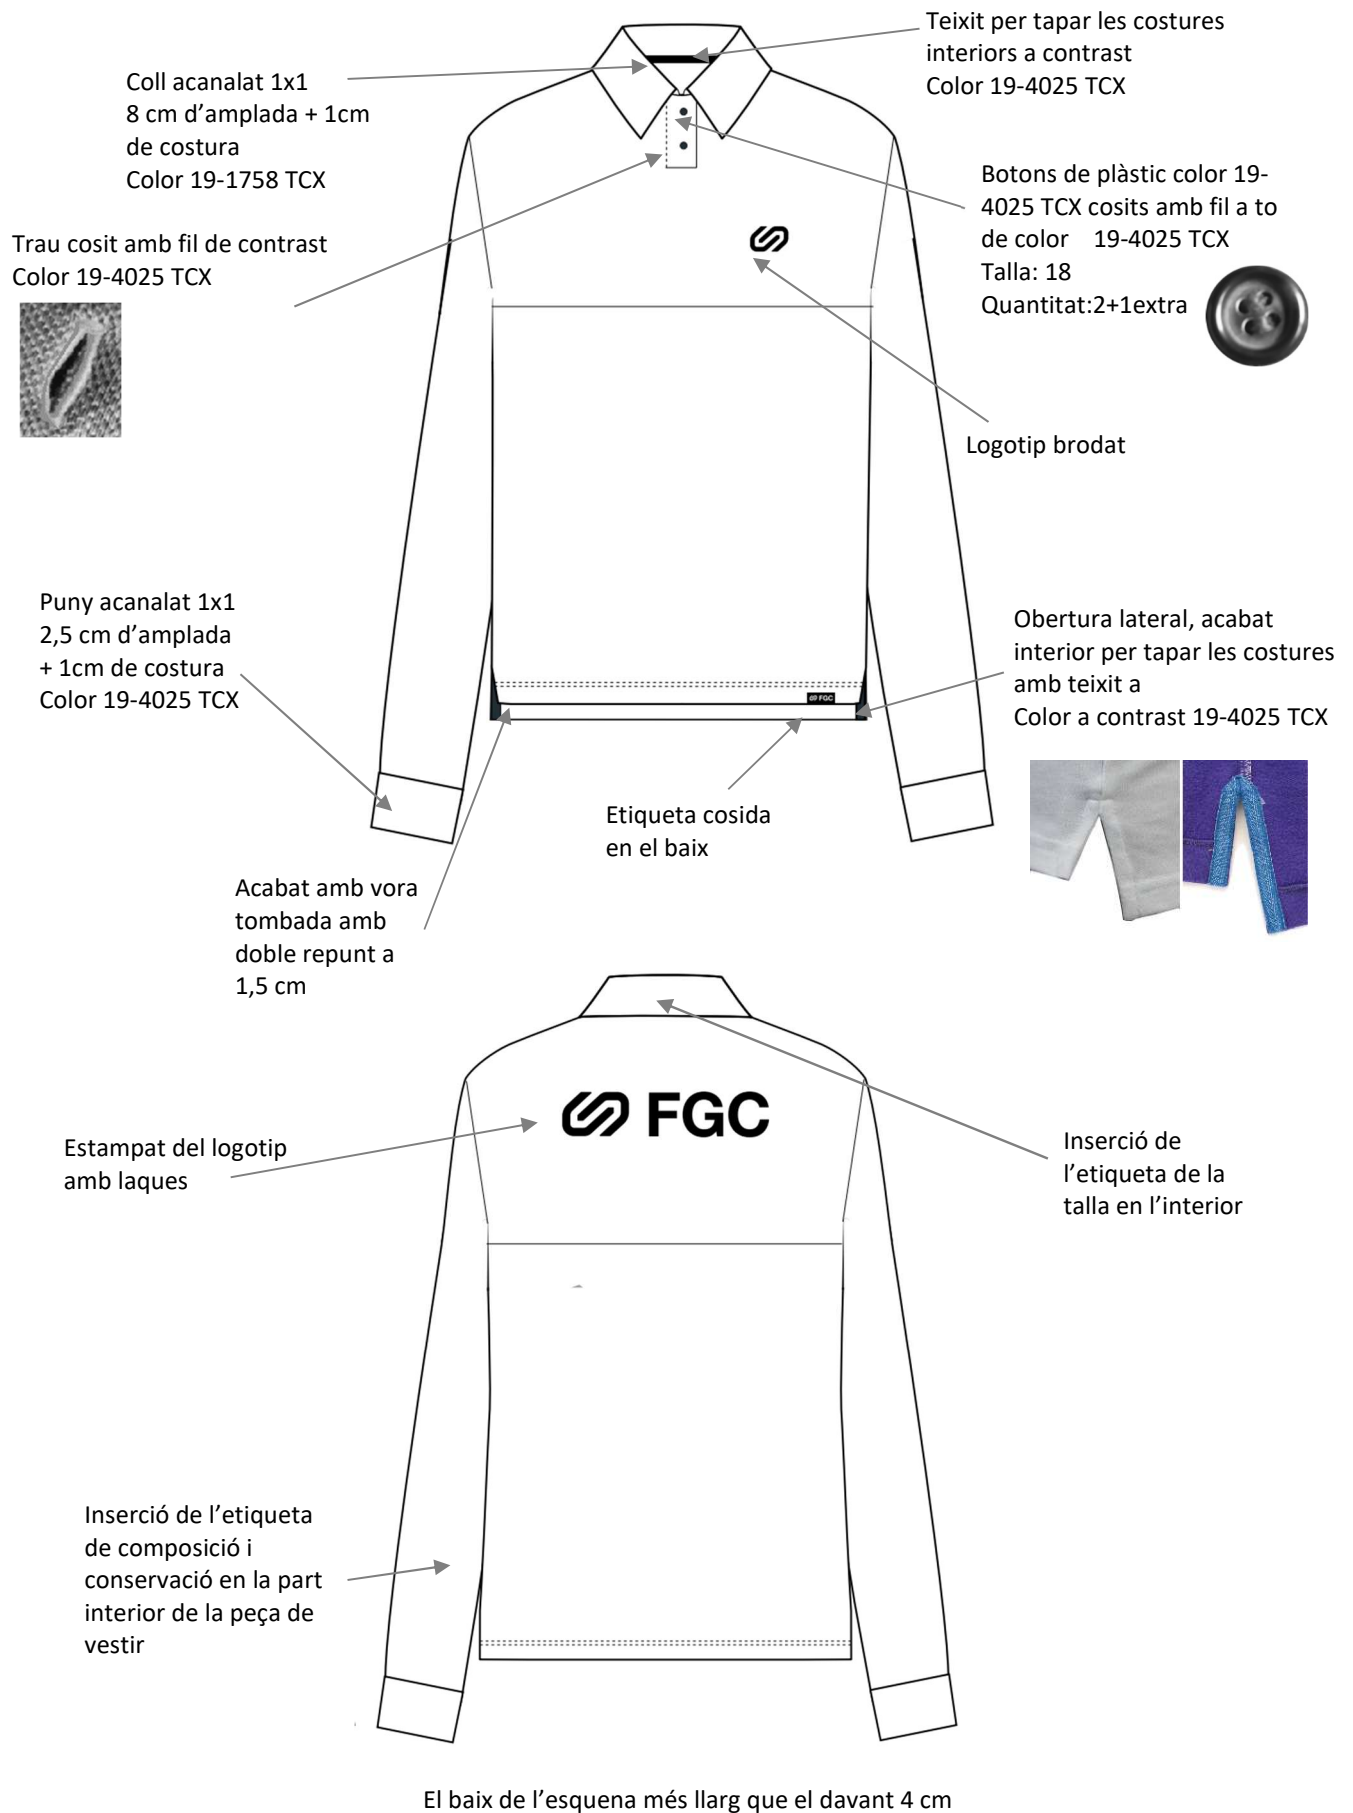 Teixit per tapar les costures
interiors a contrast
Color 19-4025 TCX
Coll acanalat 1x1
8 cm d’amplada + 1cm
de costura
Color 19-1758 TCX
Botons de plàstic color 19-
4025 TCX cosits amb fil a to
de color 19-4025 TCX
Talla: 18
Quantitat:2+1extra
Trau cosit amb fil de contrast
Color 19-4025 TCX
Logotip brodat
Puny acanalat 1x1
2,5 cm d’amplada
+ 1cm de costura
Color 19-4025 TCX
Obertura lateral, acabat
interior per tapar les costures
amb teixit a
Color a contrast 19-4025 TCX
FGC
Etiqueta cosida
en el baix
Acabat amb vora
tombada amb
doble repunt a
1,5 cm
FGC
Estampat del logotip
amb laques
Inserció de
l’etiqueta de la
talla en l’interior
Inserció de l’etiqueta
de composició i
conservació en la part
interior de la peça de
vestir
El baix de l’esquena més llarg que el davant 4 cm